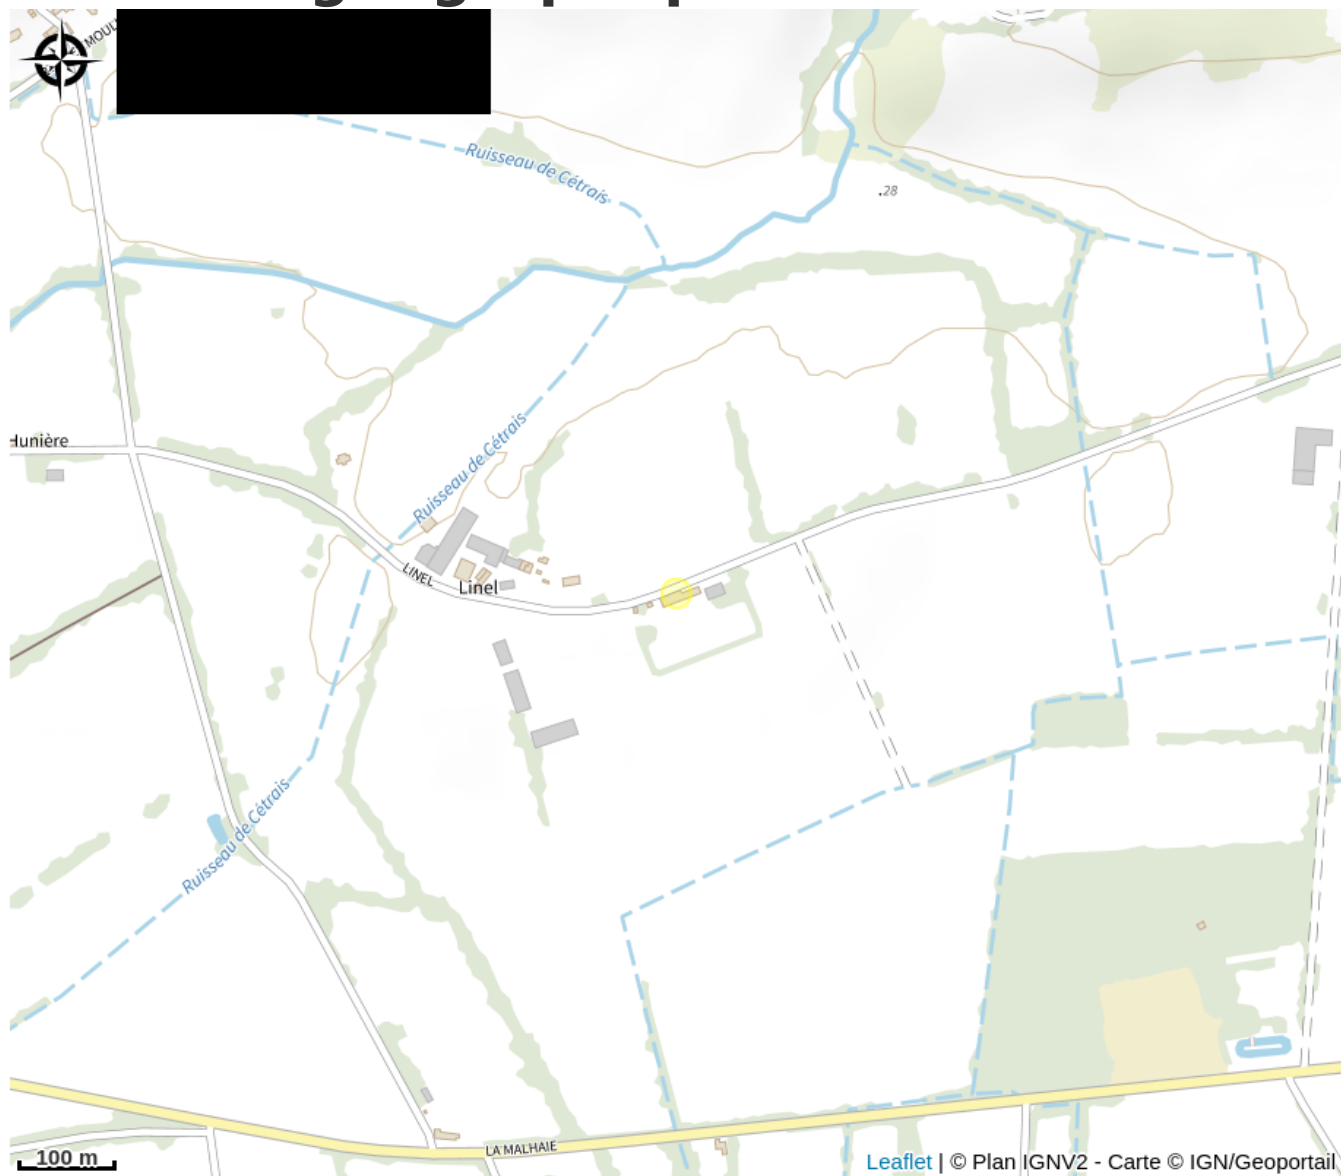 MOUL
Ruisseau de Cétrais
.28
Hunière
Ruisseau de Cétrais
LINEL
Linel
Ruisseau de Cétrais
LA MALHAIE
100 m
Leaflet | © Plan IGNV2 - Carte © IGN/Geoportail